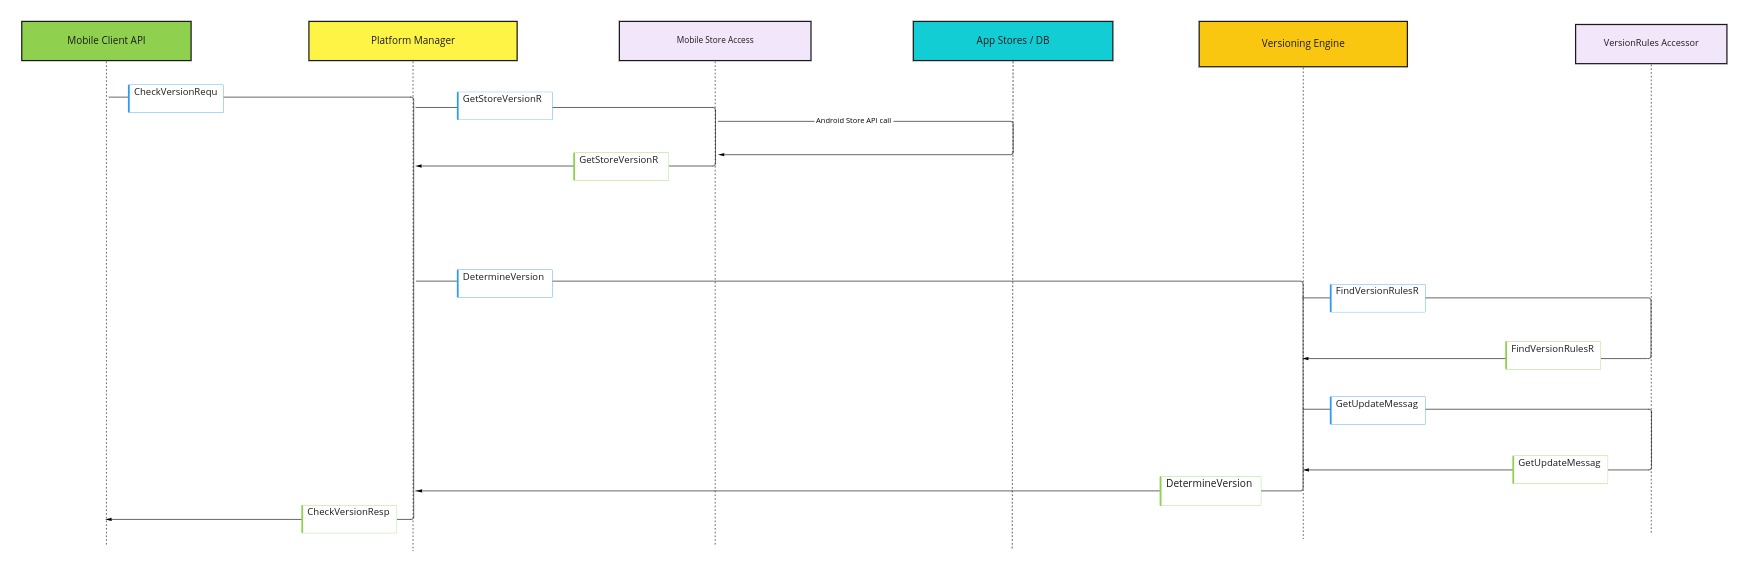 Mobile Client API
Platform Manager
Mobile Store Access
App Stores / DB
Versioning Engine
VersionRules Accessor
CheckVersionRequ
GetStoreVersionR
Android Store API call
GetStoreVersionR
DetermineVersion
FindVersionRulesR
FindVersionRulesR
GetUpdateMessag
GetUpdateMessag
DetermineVersion
CheckVersionResp